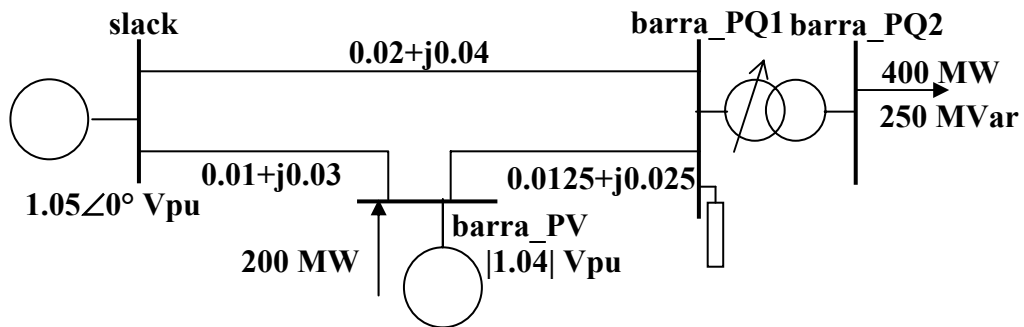 slack
barra_PQ1
barra_PQ2
0.02+j0.04
400 MW
250 MVar
0.01+j0.03
0.0125+j0.025
1.05∠0° Vpu
barra_PV
200 MW
|1.04| Vpu